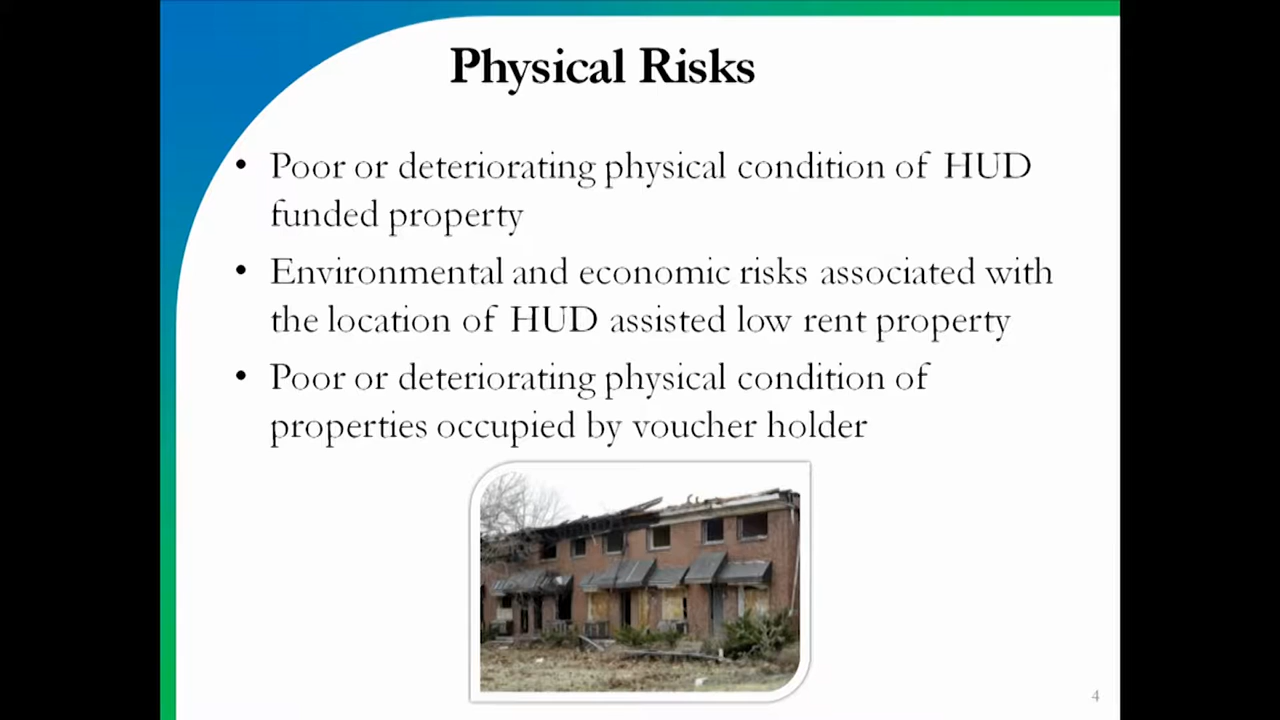 Physical Risks
• Poor or deteriorating physical condition of HUD
funded property
• Environmental and economic risks associated with
the location of HUD assisted low rent property
• Poor or deteriorating physical condition of
properties occupied by voucher holder
4